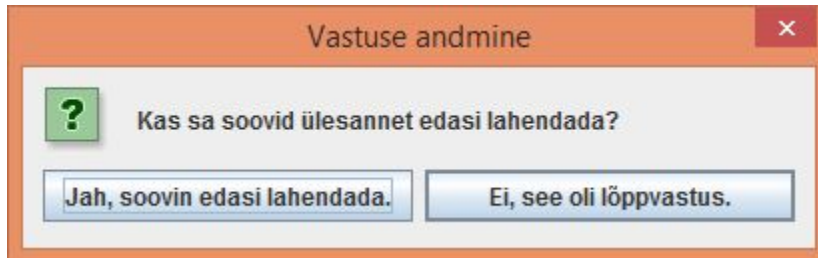 Vastuse andmine
Kas sa soovid ülesannet edasi lahendada?
Jah, soovin edasi lahendada.
Ei, see oli lõppvastus.